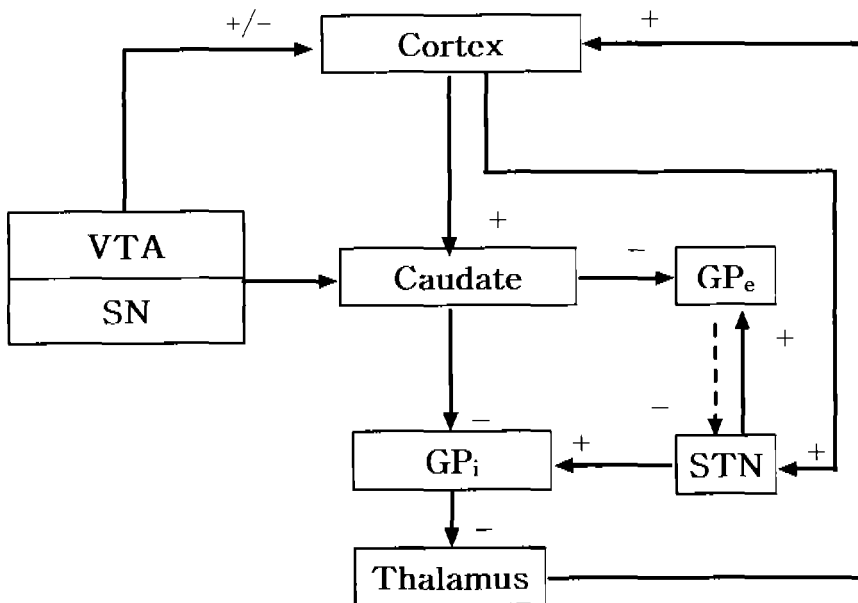 +/−
+
Cortex
+
VTA
SN
Caudate
−
GPe
+
−
−
GPi
+
STN
+
−
Thalamus